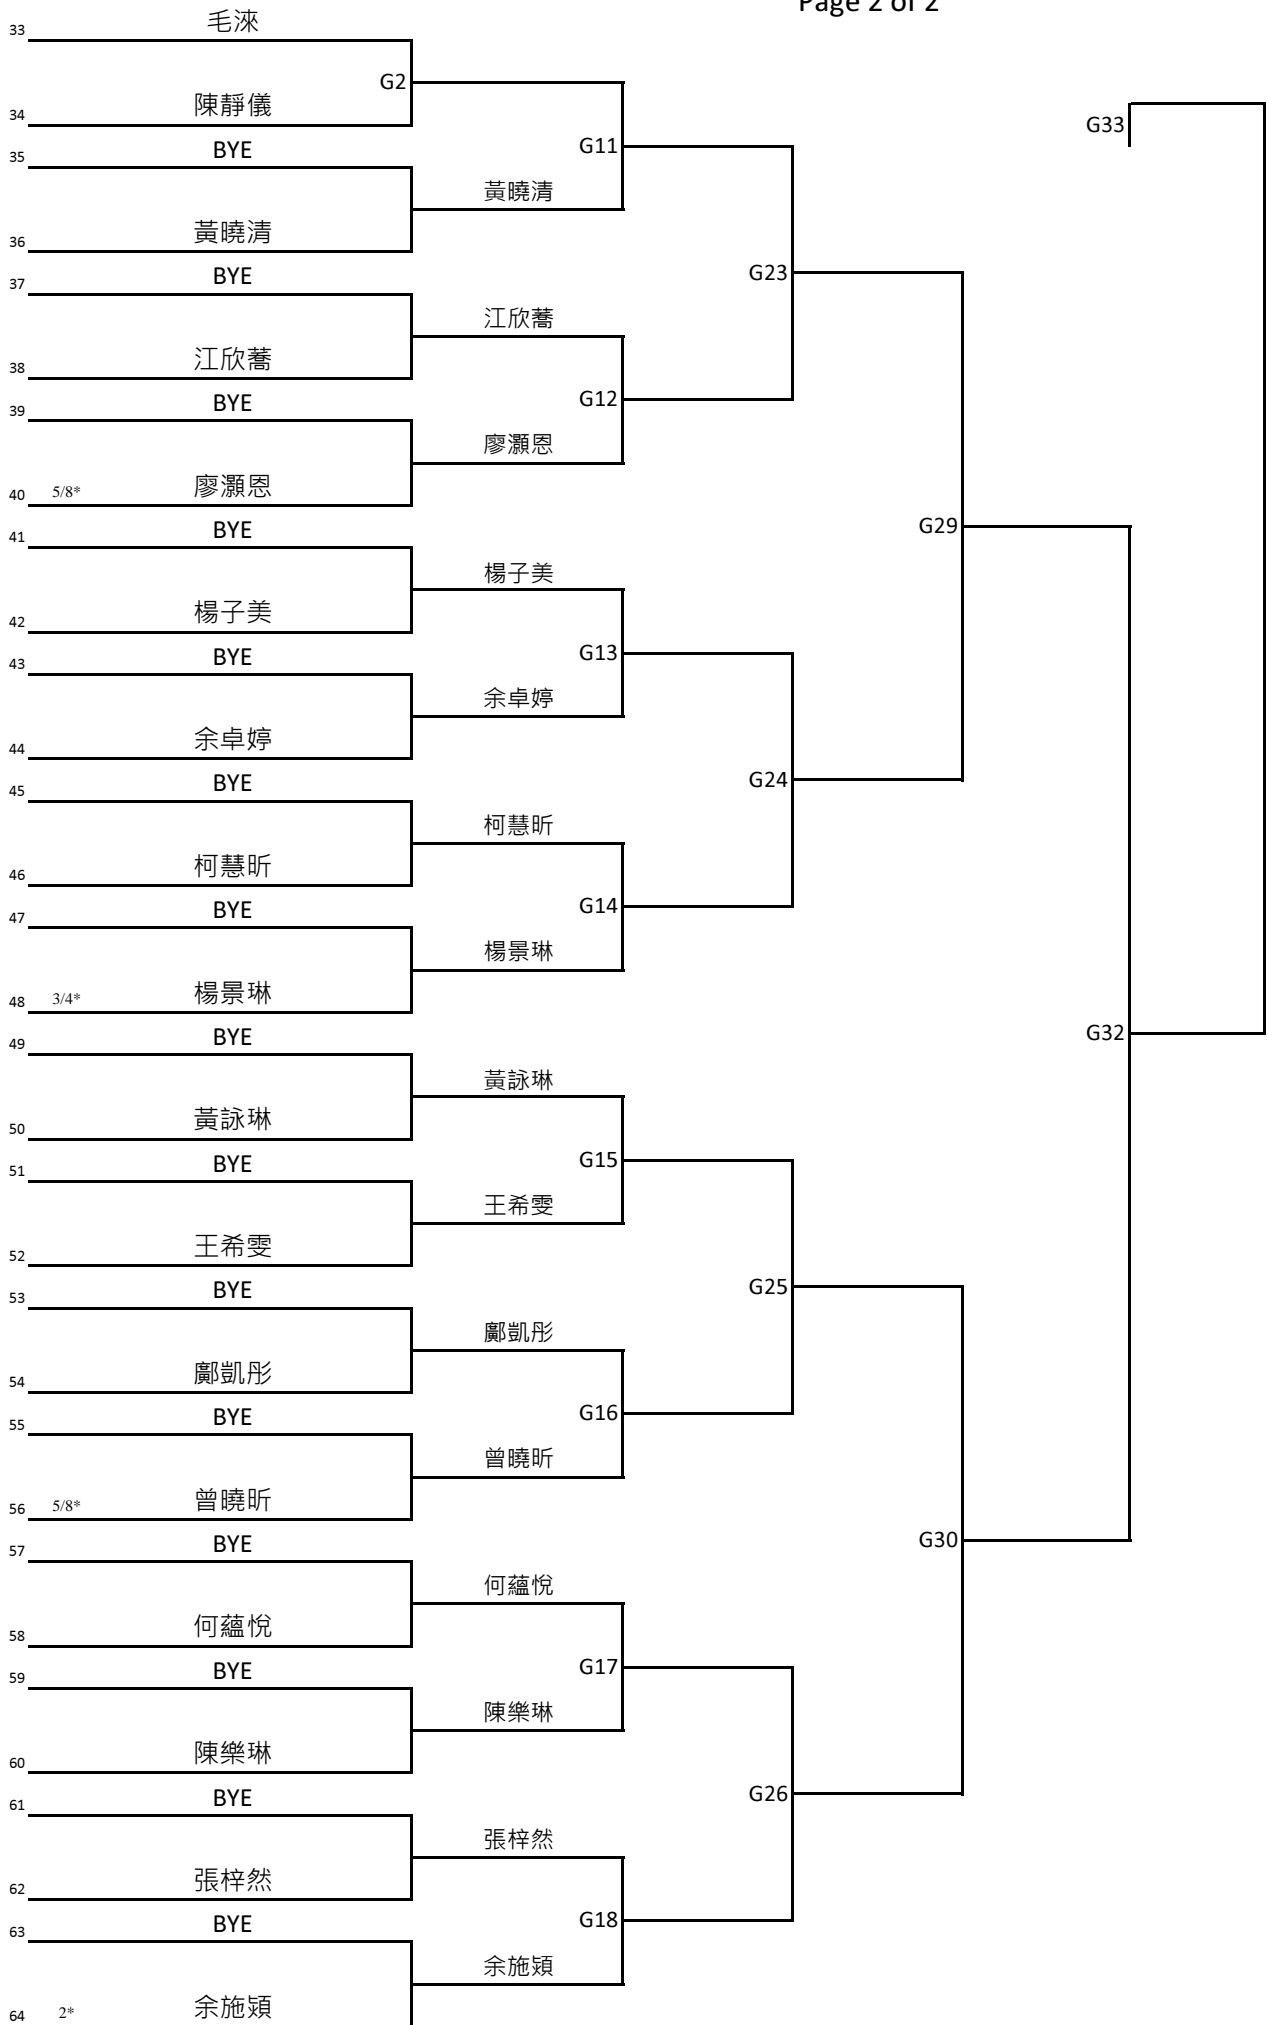 Page 2 of 2
33 毛淶
G2
34 陳靜儀
G33
35 BYE
G11
黃曉清
36 黃曉清
37 BYE
G23
江欣蕎
38 江欣蕎
39 BYE
G12
廖灝恩
40 5/8* 廖灝恩
41 BYE
G29
楊子美
42 楊子美
43 BYE
G13
余卓婷
44 余卓婷
45 BYE
G24
柯慧昕
46 柯慧昕
47 BYE
G14
楊景琳
48 3/4* 楊景琳
49 BYE
G32
黃詠琳
50 黃詠琳
51 BYE
G15
王希雯
52 王希雯
53 BYE
G25
鄺凱彤
54 鄺凱彤
55 BYE
G16
曾曉昕
56 5/8* 曾曉昕
57 BYE
G30
何蘊悅
58 何蘊悅
59 BYE
G17
陳樂琳
60 陳樂琳
61 BYE
G26
張梓然
62 張梓然
63 BYE
G18
余施穎
64 2* 余施穎